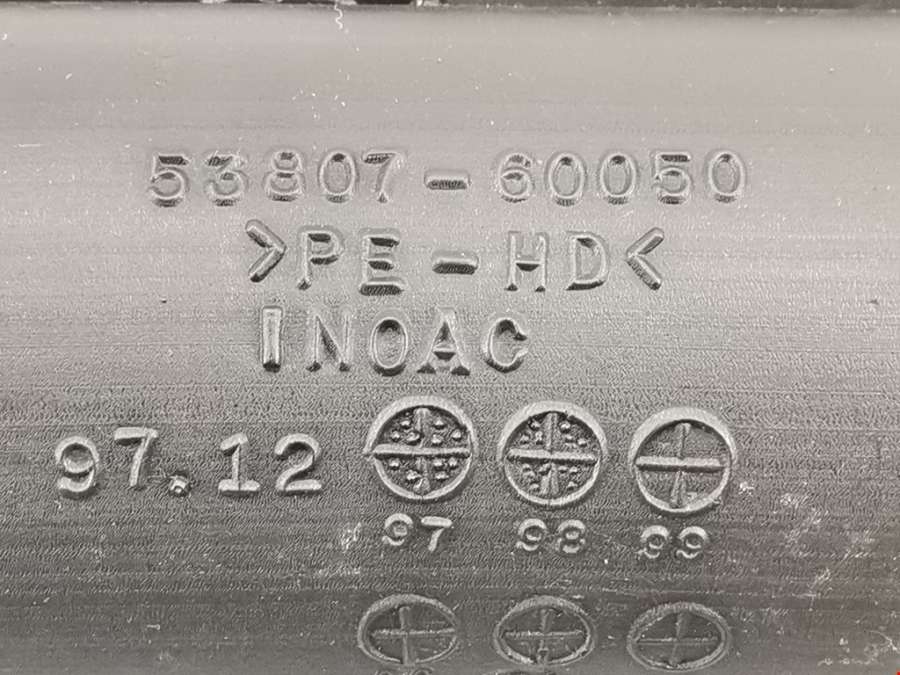 53807-60050
>PE-HD<
INOAC
97.12
97 98 99